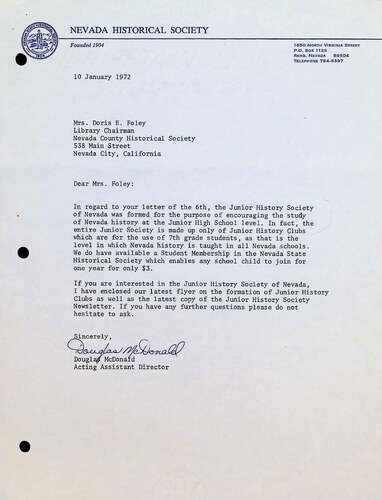 NEVADA HISTORICAL SOCIETY
Founded 1904
1650 NORTH VIRGINIA STREET
P.O. BOX 1129
RENO, NEVADA 89504
TELEPHONE 784-6397
10 January 1972
Mrs. Doris E. Foley
Library Chairman
Nevada County Historical Society
538 Main Street
Nevada City, California
Dear Mrs. Foley:
In regard to your letter of the 6th, the Junior History Society
of Nevada was formed for the purpose of encouraging the study
of Nevada history at the Junior High School level. In fact, the
entire Junior Society is made up only of Junior History Clubs
which are for the use of 7th grade students, as that is the
level in which Nevada history is taught in all Nevada schools.
We do have available a Student Membership in the Nevada State
Historical Society which enables any school child to join for
one year for only $3.
If you are interested in the Junior History Society of Nevada,
I have enclosed our latest flyer on the formation of Junior History
Clubs as well as the latest copy of the Junior History Society
Newsletter. If you have any further questions please do not
hesitate to ask.
Sincerely,
Douglas McDonald
Douglas McDonald
Acting Assistant Director